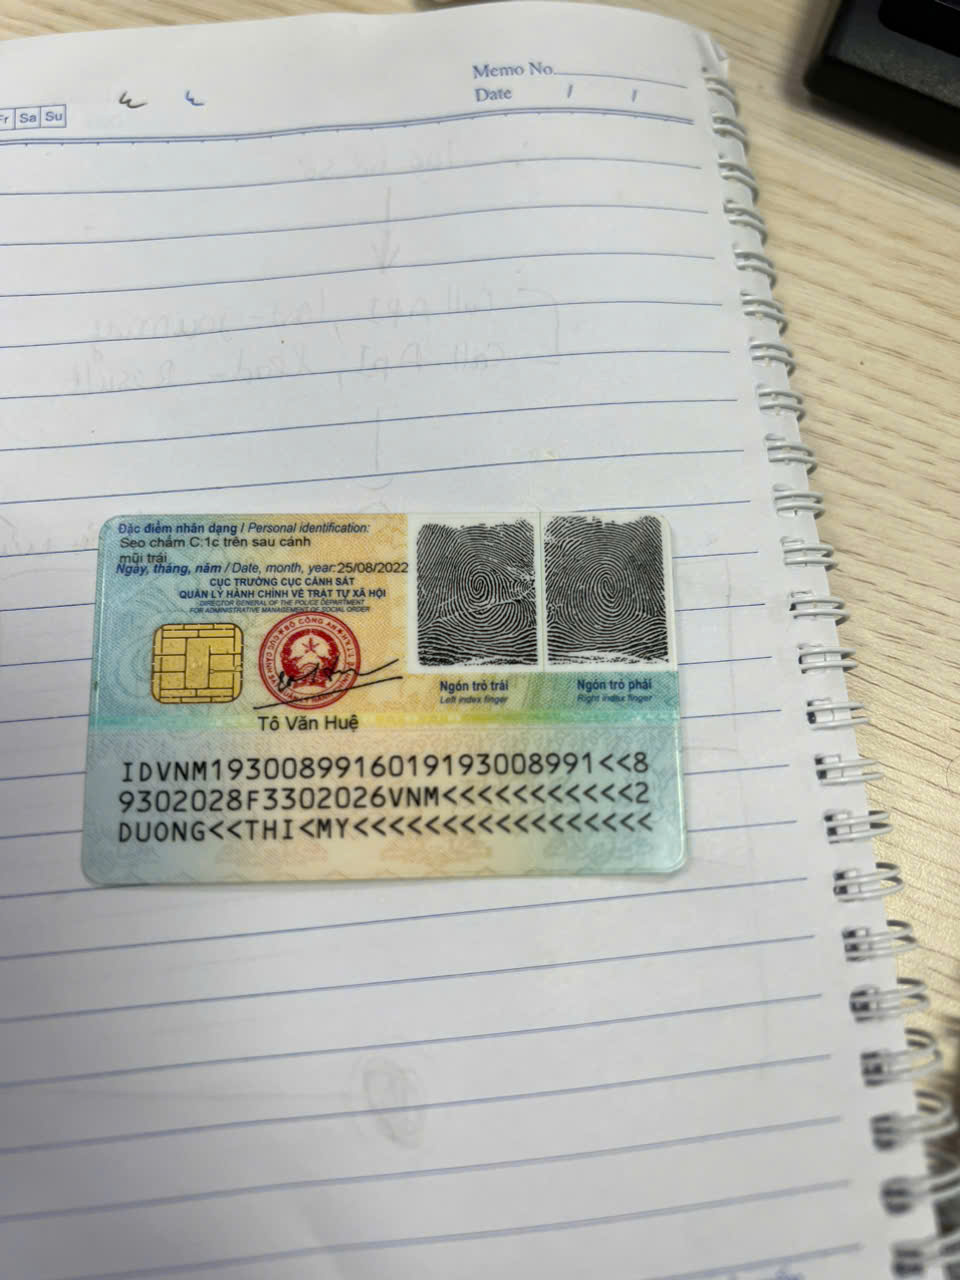 Memo No.
Date / /
Fr Sa Su
Đặc điểm nhân dạng / Personal identification:
Sẹo chấm C:1c trên sau cánh
mũi trái
Ngày, tháng, năm / Date, month, year: 25/08/2022
CỤC TRƯỞNG CỤC CẢNH SÁT
QUẢN LÝ HÀNH CHÍNH VỀ TRẬT TỰ XÃ HỘI
DIRECTOR GENERAL OF THE POLICE DEPARTMENT
FOR ADMINISTRATIVE MANAGEMENT OF SOCIAL ORDER
Ngón trỏ trái
Left index finger
Ngón trỏ phải
Right index finger
Tô Văn Huệ
IDVNM1930089916019193008991<<8
9302028F3302026VNM<<<<<<<<<<<2
DUONG<<THI<MY<<<<<<<<<<<<<<<<<